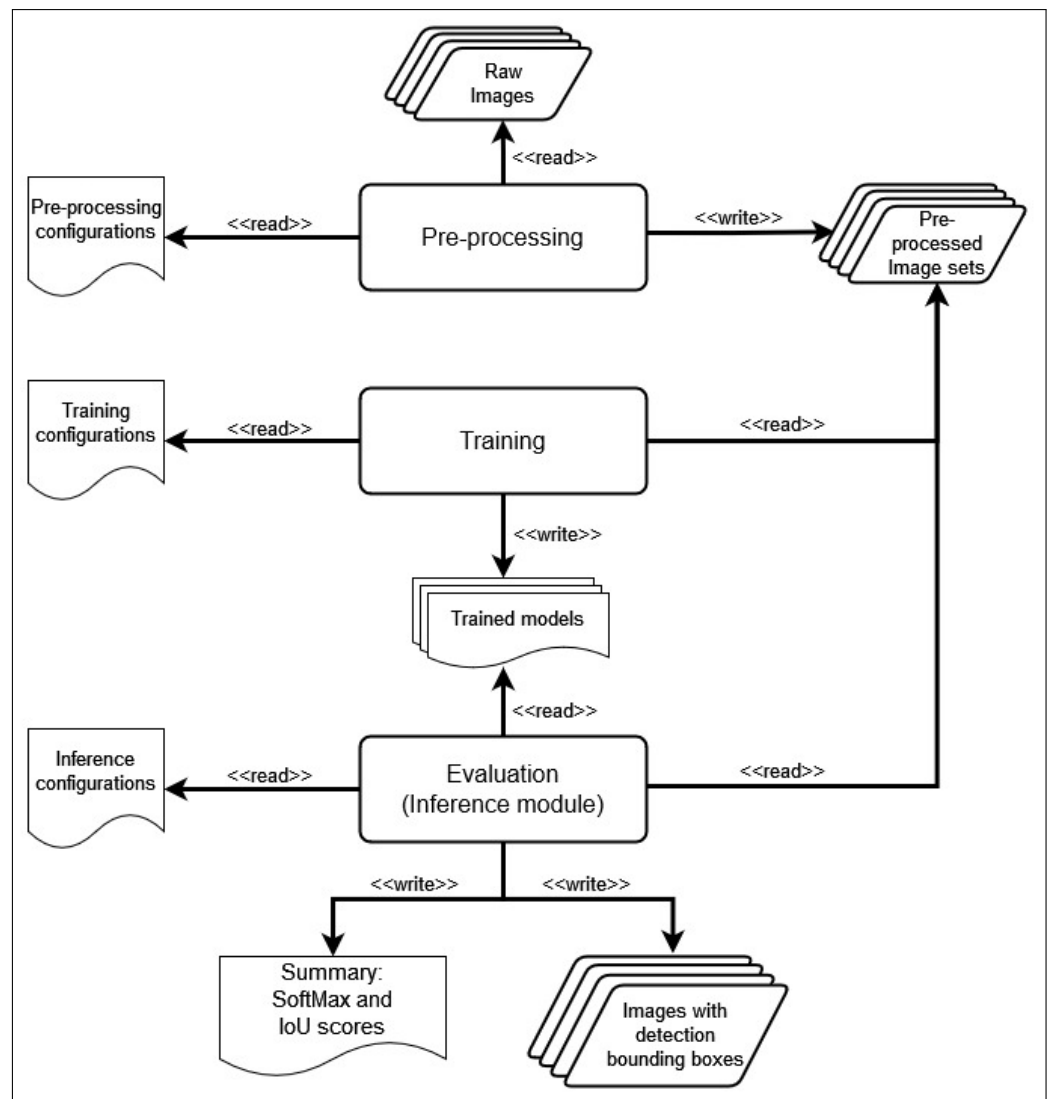 Raw
Images
<<read>>
Pre-processing
configurations
<<read>>
Pre-processing
<<write>>
Pre-
processed
Image sets
Training
configurations
<<read>>
Training
<<read>>
<<write>>
Trained models
<<read>>
Inference
configurations
<<read>>
Evaluation
(Inference module)
<<read>>
<<write>>
<<write>>
Summary:
SoftMax and
IoU scores
Images with
detection
bounding boxes